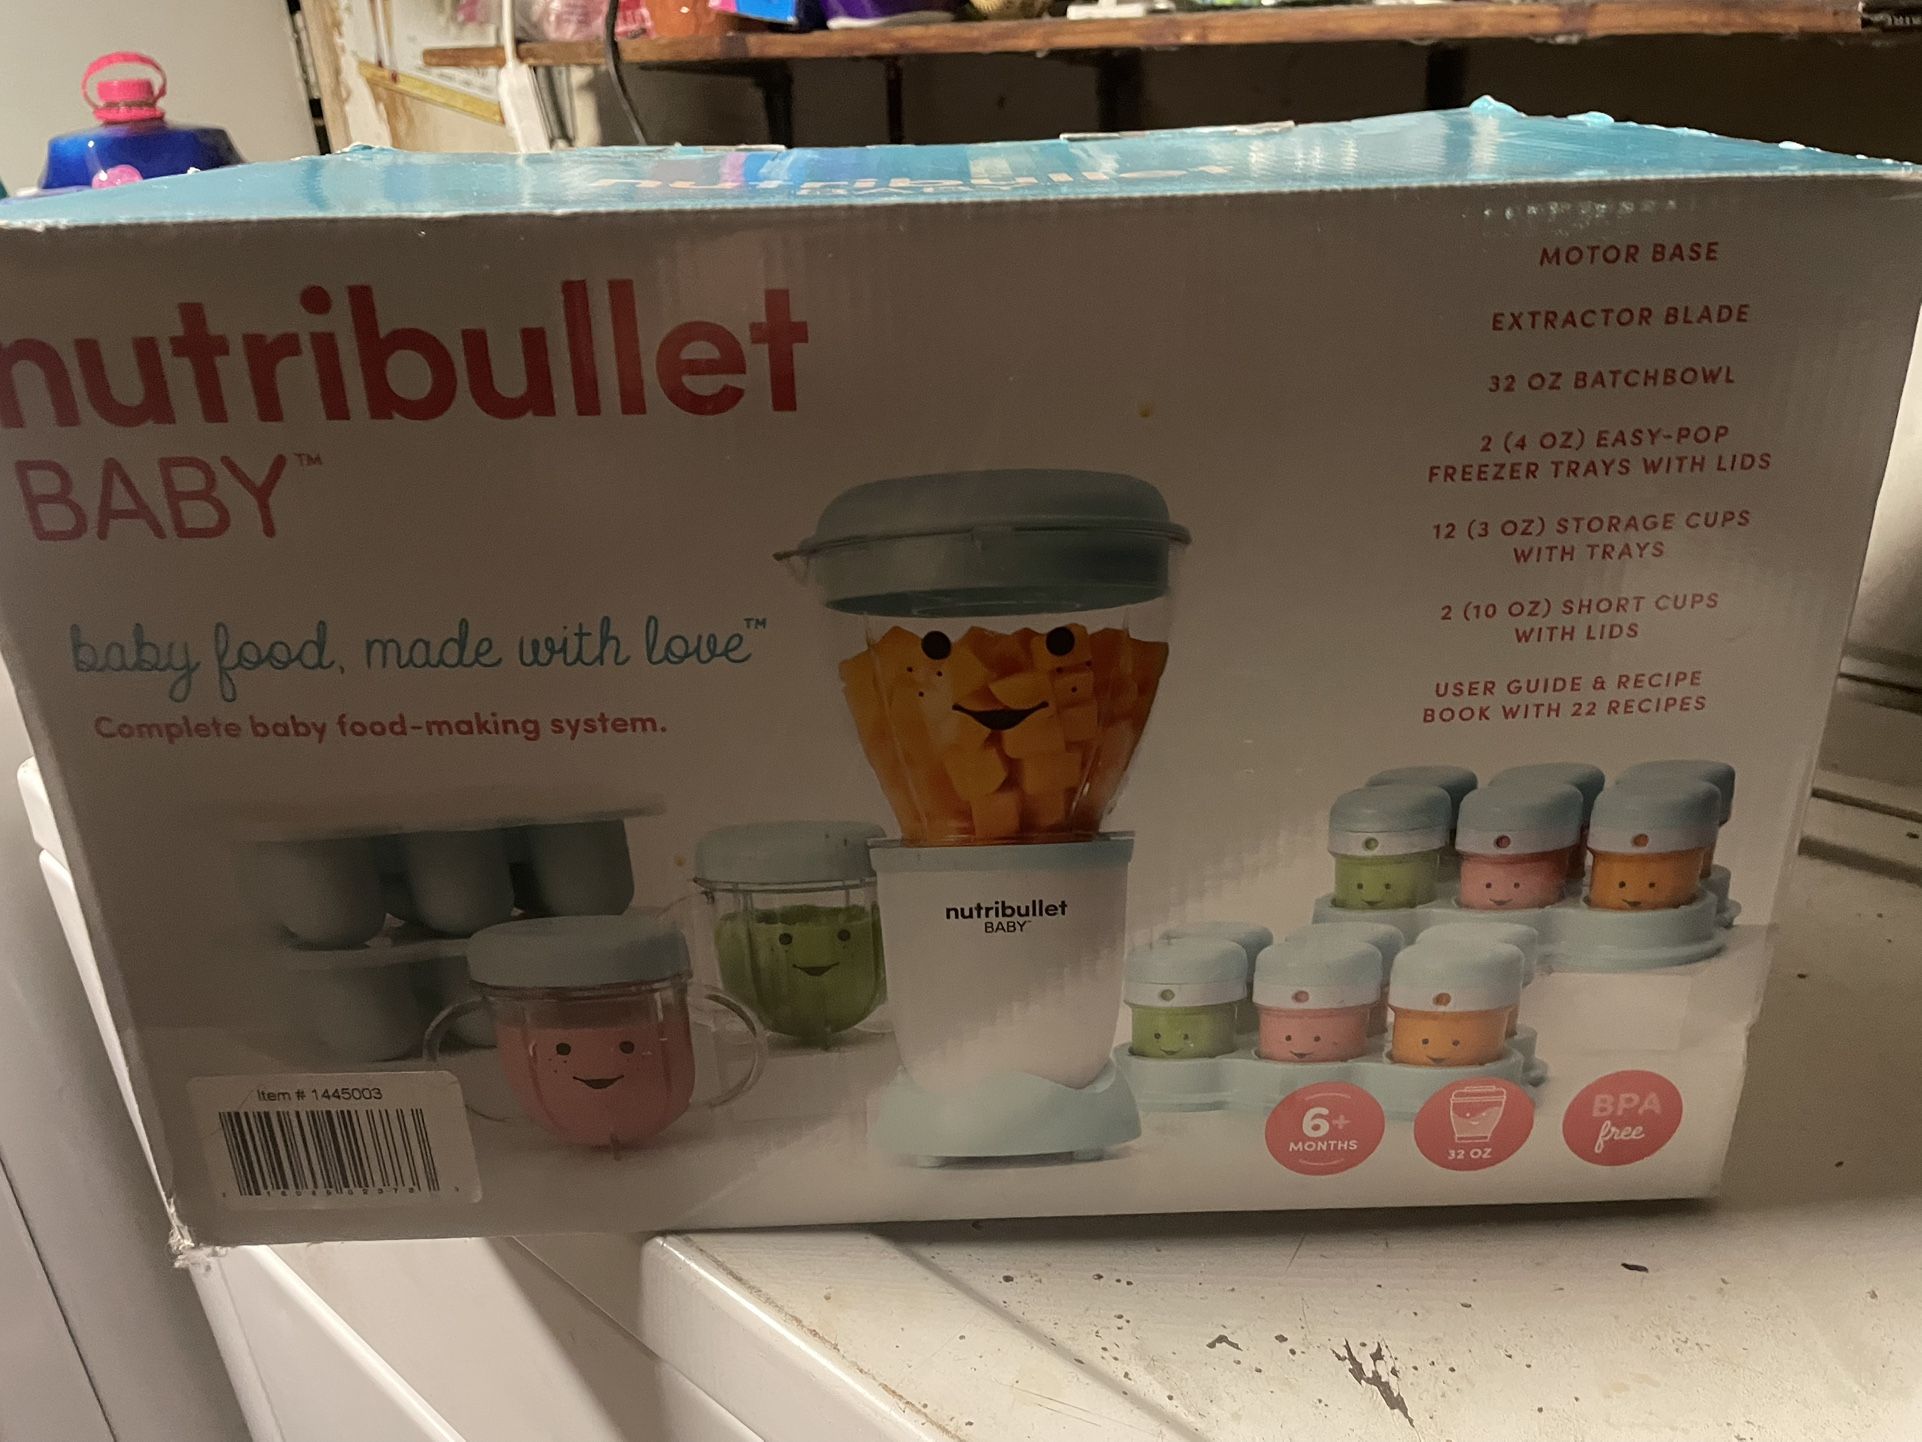 nutribullet
BABY
nutribullet
BABY™
baby food, made with love™
Complete baby food-making system.
MOTOR BASE
EXTRACTOR BLADE
32 OZ BATCHBOWL
2 (4 OZ) EASY-POP
FREEZER TRAYS WITH LIDS
12 (3 OZ) STORAGE CUPS
WITH TRAYS
2 (10 OZ) SHORT CUPS
WITH LIDS
USER GUIDE & RECIPE
BOOK WITH 22 RECIPES
nutribullet
BABY™
Item # 1445003
6+
MONTHS
32 OZ
BPA
free